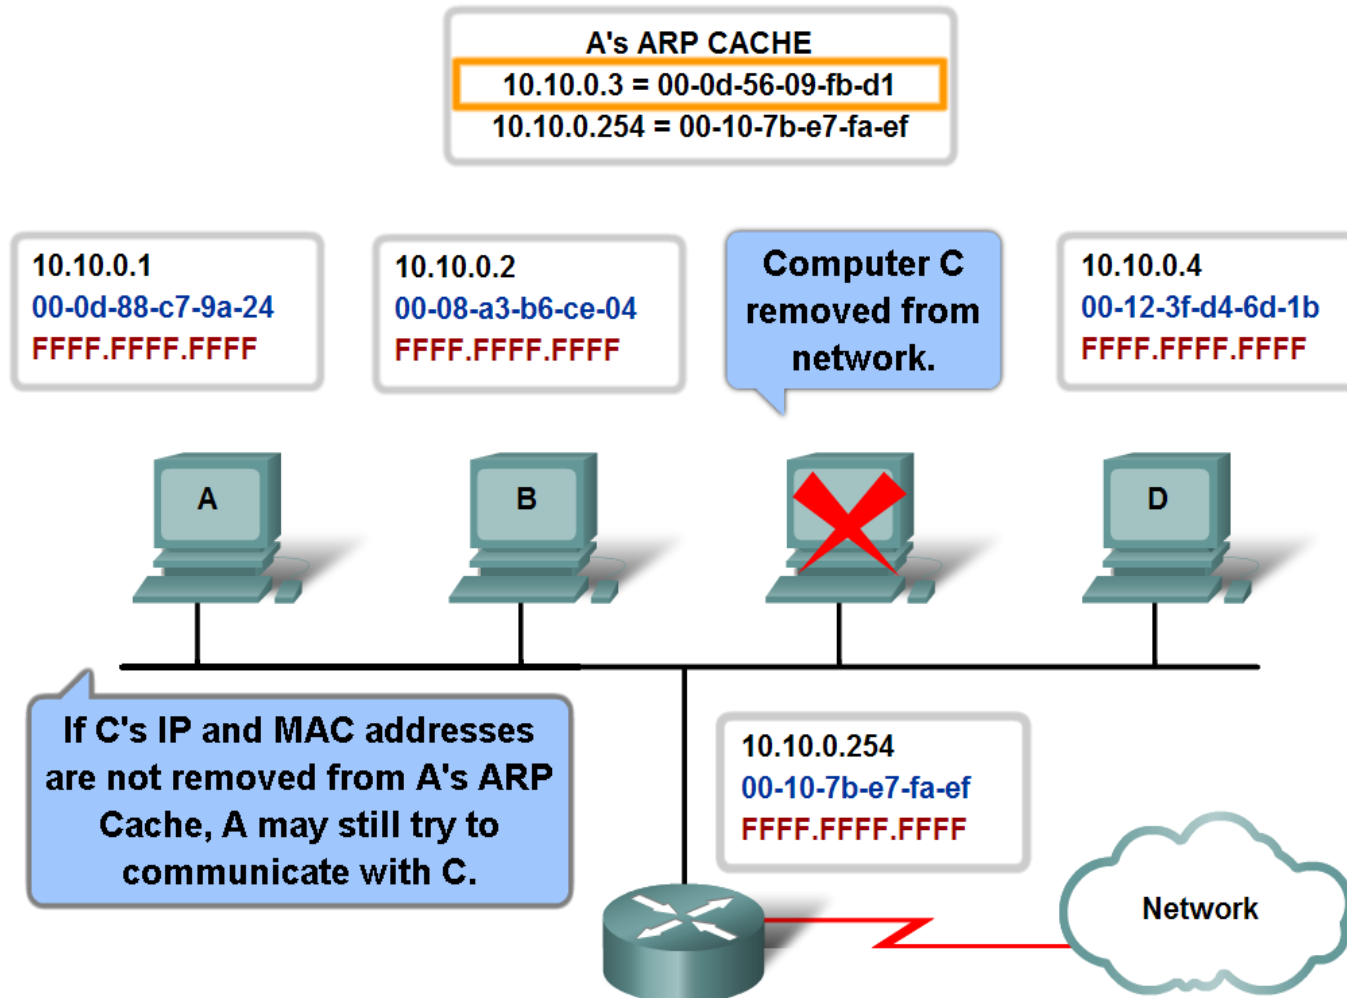 A's ARP CACHE
10.10.0.3 = 00-0d-56-09-fb-d1
10.10.0.254 = 00-10-7b-e7-fa-ef
10.10.0.1
00-0d-88-c7-9a-24
FFFF.FFFF.FFFF
10.10.0.2
00-08-a3-b6-ce-04
FFFF.FFFF.FFFF
Computer C
removed from
network.
10.10.0.4
00-12-3f-d4-6d-1b
FFFF.FFFF.FFFF
A
B
D
If C's IP and MAC addresses
are not removed from A's ARP
Cache, A may still try to
communicate with C.
10.10.0.254
00-10-7b-e7-fa-ef
FFFF.FFFF.FFFF
Network